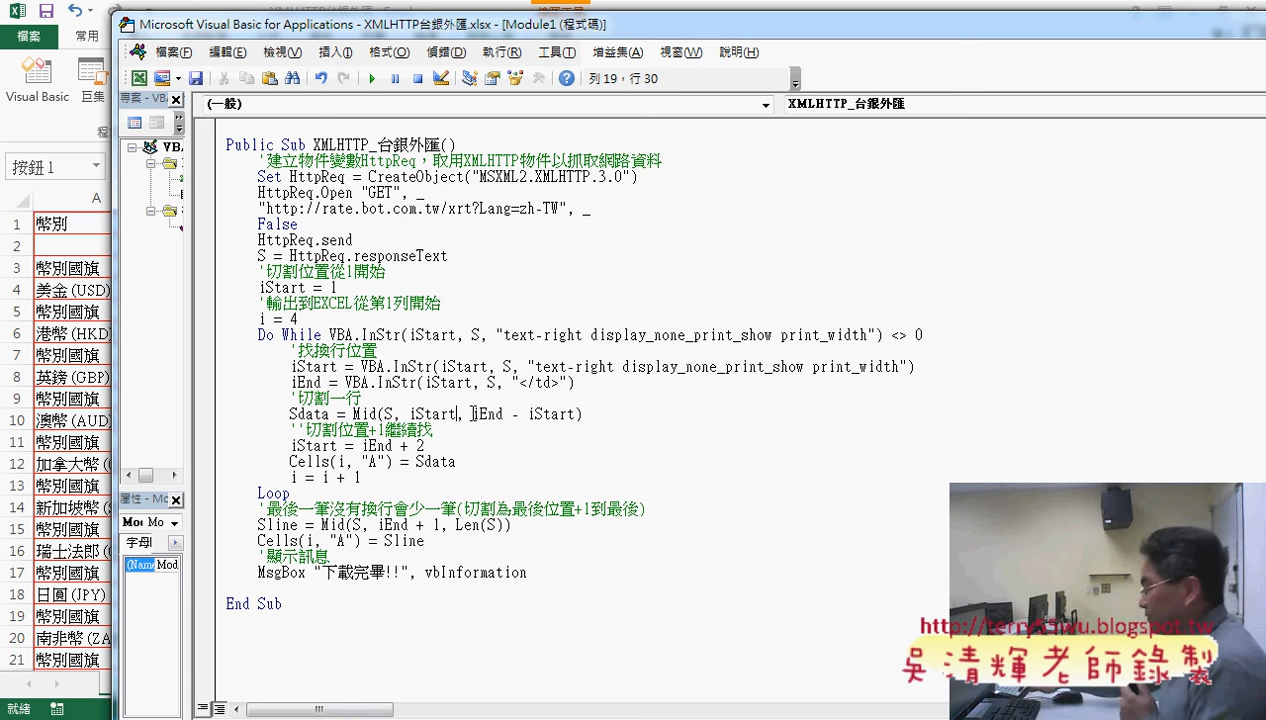 Microsoft Visual Basic for Applications - XMLHTTP台銀外匯.xlsx - [Module1 (程式碼)]
檔案 常用
檔案(F) 編輯(E) 檢視(V) 插入(I) 格式(O) 偵錯(D) 執行(R) 工具(T) 增益集(A) 視窗(W) 說明(H)
列 19，行 30
Visual Basic 巨集
專案 - VB
(一般) XMLHTTP_台銀外匯
按鈕 1
A
1 幣別
2
3 幣別國旗
4 美金 (USD)
5 幣別國旗
6 港幣 (HKD
7 幣別國旗
8 英鎊 (GBP)
9 幣別國旗
10 澳幣 (AUD
11 幣別國旗
12 加拿大幣 (
13 幣別國旗
14 新加坡幣 (
15 幣別國旗
16 瑞士法郎 (
17 幣別國旗
18 日圓 (JPY)
19 幣別國旗
20 南非幣 (ZA
21 幣別國旗
就緒
屬性 - Mo
Mo Mo
字母
(Name Mod
Public Sub XMLHTTP_台銀外匯()
'建立物件變數HttpReq，取用XMLHTTP物件以抓取網路資料
Set HttpReq = CreateObject("MSXML2.XMLHTTP.3.0")
HttpReq.Open "GET", _
"http://rate.bot.com.tw/xrt?Lang=zh-TW", _
False
HttpReq.send
S = HttpReq.responseText
'切割位置從1開始
iStart = 1
'輸出到EXCEL從第1列開始
i = 4
Do While VBA.InStr(iStart, S, "text-right display_none_print_show print_width") <> 0
'找換行位置
iStart = VBA.InStr(iStart, S, "text-right display_none_print_show print_width")
iEnd = VBA.InStr(iStart, S, "</td>")
'切割一行
Sdata = Mid(S, iStart, iEnd - iStart)
''切割位置+1繼續找
iStart = iEnd + 2
Cells(i, "A") = Sdata
i = i + 1
Loop
'最後一筆沒有換行會少一筆(切割為最後位置+1到最後)
Sline = Mid(S, iEnd + 1, Len(S))
Cells(i, "A") = Sline
'顯示訊息
MsgBox "下載完畢!!", vbInformation
End Sub
http://terry55wu.blogspot.tw
吳清輝老師錄製